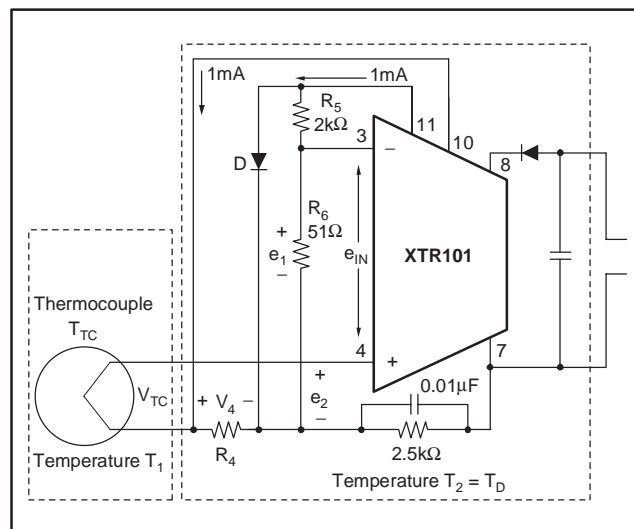 1mA
1mA
R5
2kΩ
11
10
3
−
8
D
R6
51Ω
+
e1
−
eIN
XTR101
Thermocouple
TTC
4
+
7
0.01μF
VTC
+ V4 −
+
e2
−
R4
2.5kΩ
Temperature T1
Temperature T2 = TD